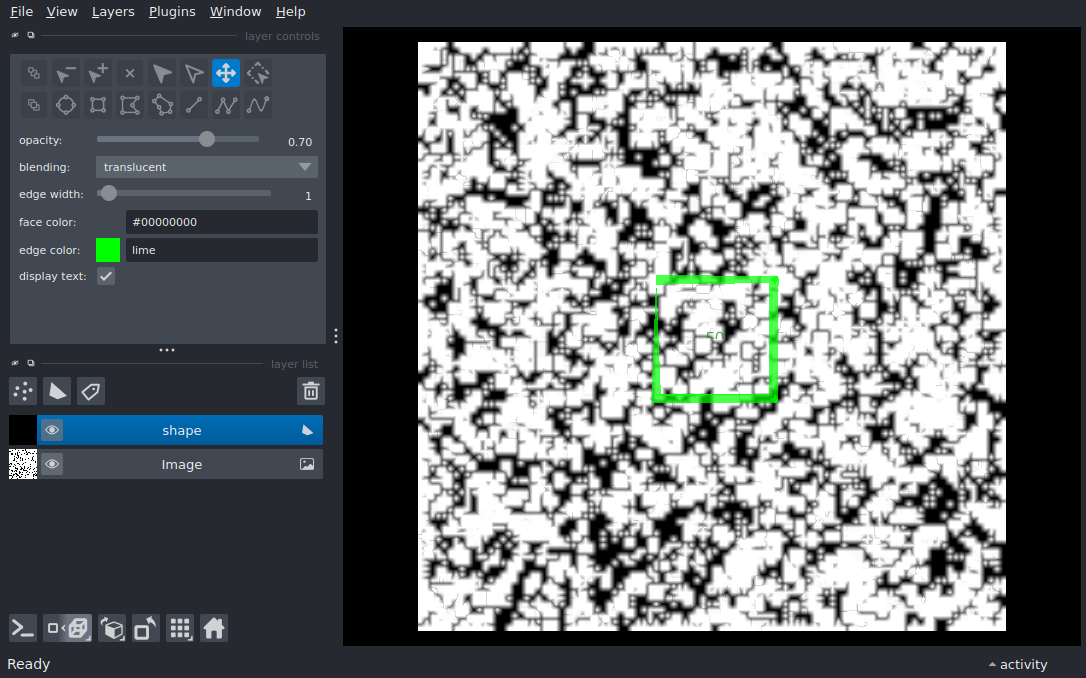 File View Layers Plugins Window Help
layer controls
opacity: 0.70
blending: translucent
edge width: 1
face color: #00000000
edge color: lime
display text:
layer list
shape
Image
50
Ready
activity